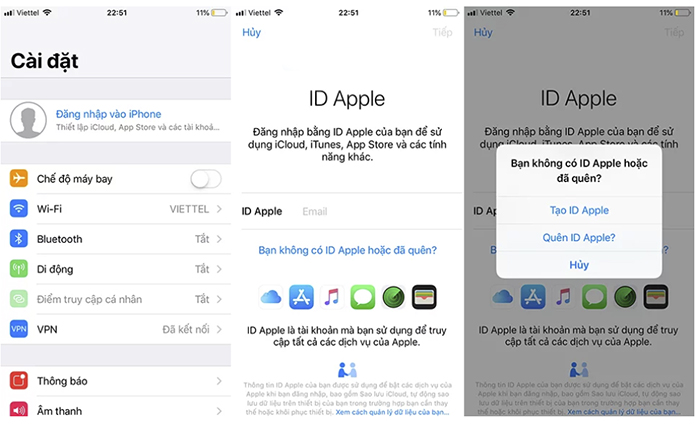 Viettel 22:51 11%
Cài đặt
Đăng nhập vào iPhone
Thiết lập iCloud, App Store và các tài khoả...
Chế độ máy bay
Wi-Fi VIETTEL
Bluetooth Tắt
Di động Tắt
Điểm truy cập cá nhân Tắt
VPN VPN Đã kết nối
Thông báo
Âm thanh
Viettel 22:51 11%
Hủy Tiếp
ID Apple
Đăng nhập bằng ID Apple của bạn để sử
dụng iCloud, iTunes, App Store và các tính
năng khác.
ID Apple Email
Bạn không có ID Apple hoặc đã quên?
ID Apple là tài khoản mà bạn sử dụng để truy
cập tất cả các dịch vụ của Apple.
Thông tin ID Apple của bạn được sử dụng để bật các dịch vụ của
Apple khi bạn đăng nhập, bao gồm Sao lưu iCloud, tự động sao
lưu dữ liệu trên thiết bị của bạn trong trường hợp bạn cần thay
thế hoặc khôi phục thiết bị. Xem cách quản lý dữ liệu của bạn...
Viettel 22:51 11%
Hủy Tiếp
ID Apple
Đăng nhập bằng ID Apple của bạn để sử
dụng iCloud, iTunes, App Store và các tính
Bạn không có ID Apple hoặc
đã quên?
Tạo ID Apple
Quên ID Apple?
Hủy
ID Apple là tài khoản mà bạn sử dụng để truy
cập tất cả các dịch vụ của Apple.
Thông tin ID Apple của bạn được sử dụng để bật các dịch vụ của
Apple khi bạn đăng nhập, bao gồm Sao lưu iCloud, tự động sao
lưu dữ liệu trên thiết bị của bạn trong trường hợp bạn cần thay
thế hoặc khôi phục thiết bị. Xem cách quản lý dữ liệu của bạn...